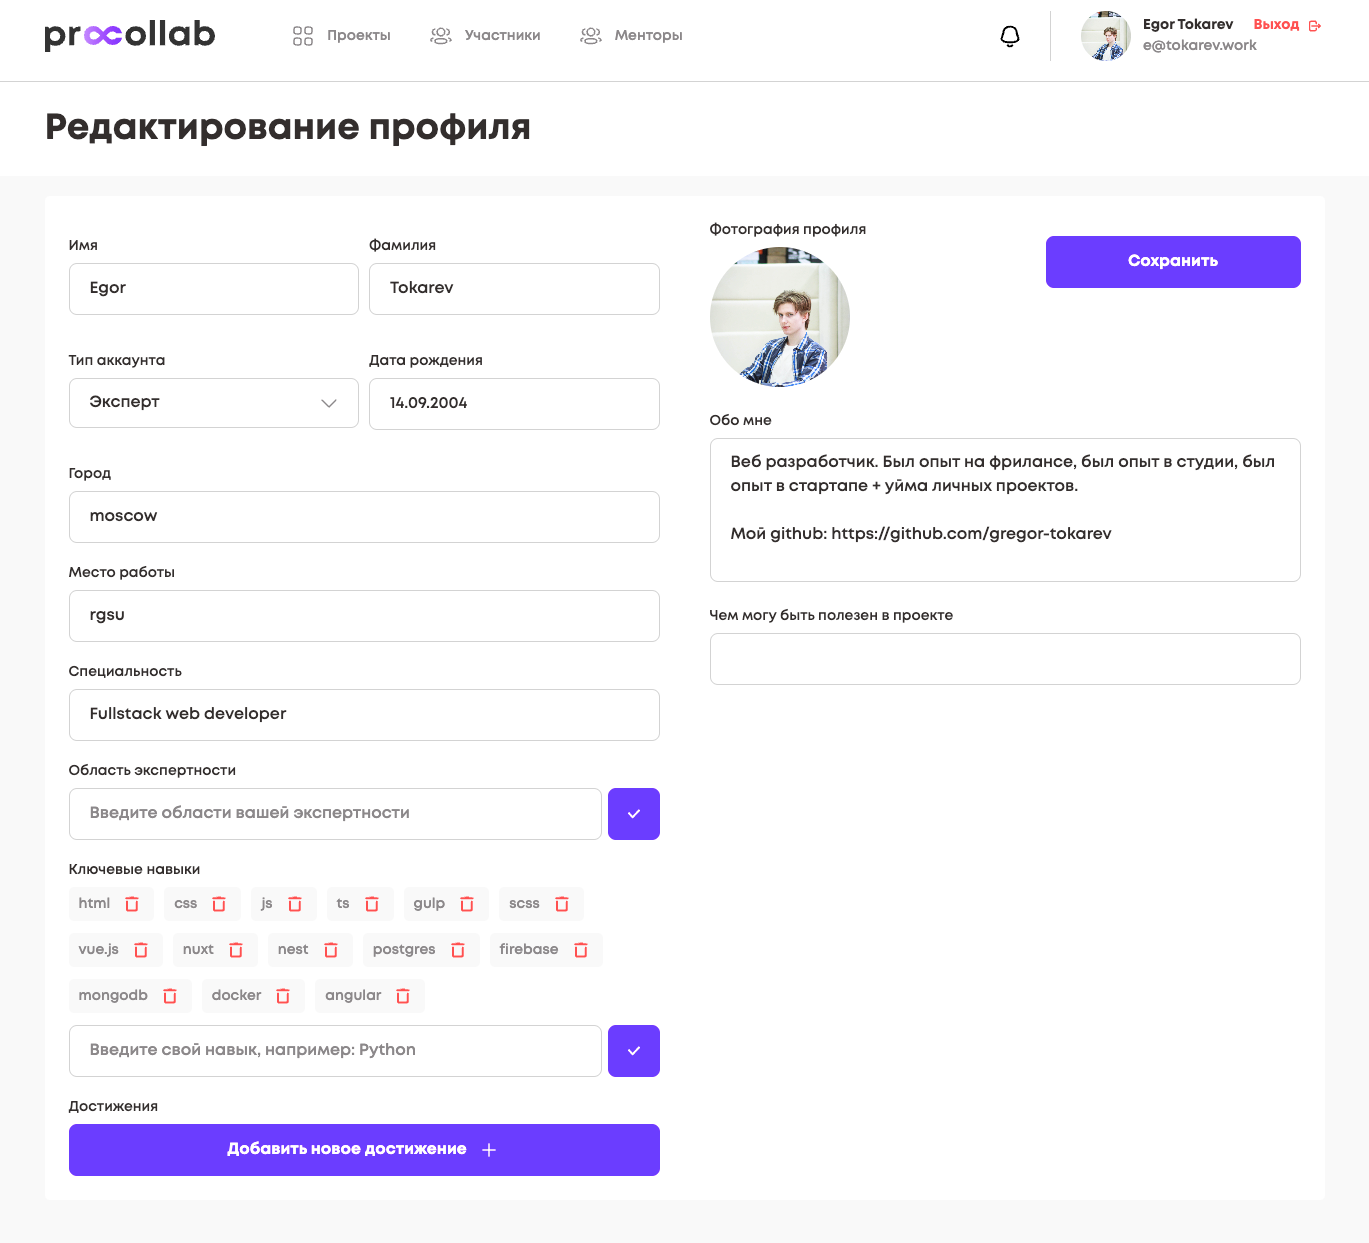 procollab
Проекты
Участники
Менторы
Egor Tokarev
Выход
e@tokarev.work
Редактирование профиля
Имя
Фамилия
Egor
Tokarev
Тип аккаунта
Дата рождения
Эксперт
14.09.2004
Город
moscow
Место работы
rgsu
Специальность
Fullstack web developer
Область экспертности
Введите области вашей экспертности
Ключевые навыки
html css js ts gulp scss
vue.js nuxt nest postgres firebase
mongodb docker angular
Введите свой навык, например: Python
Достижения
Добавить новое достижение
Фотография профиля
Сохранить
Обо мне
Веб разработчик. Был опыт на фрилансе, был опыт в студии, был
опыт в стартапе + уйма личных проектов.
Мой github: https://github.com/gregor-tokarev
Чем могу быть полезен в проекте